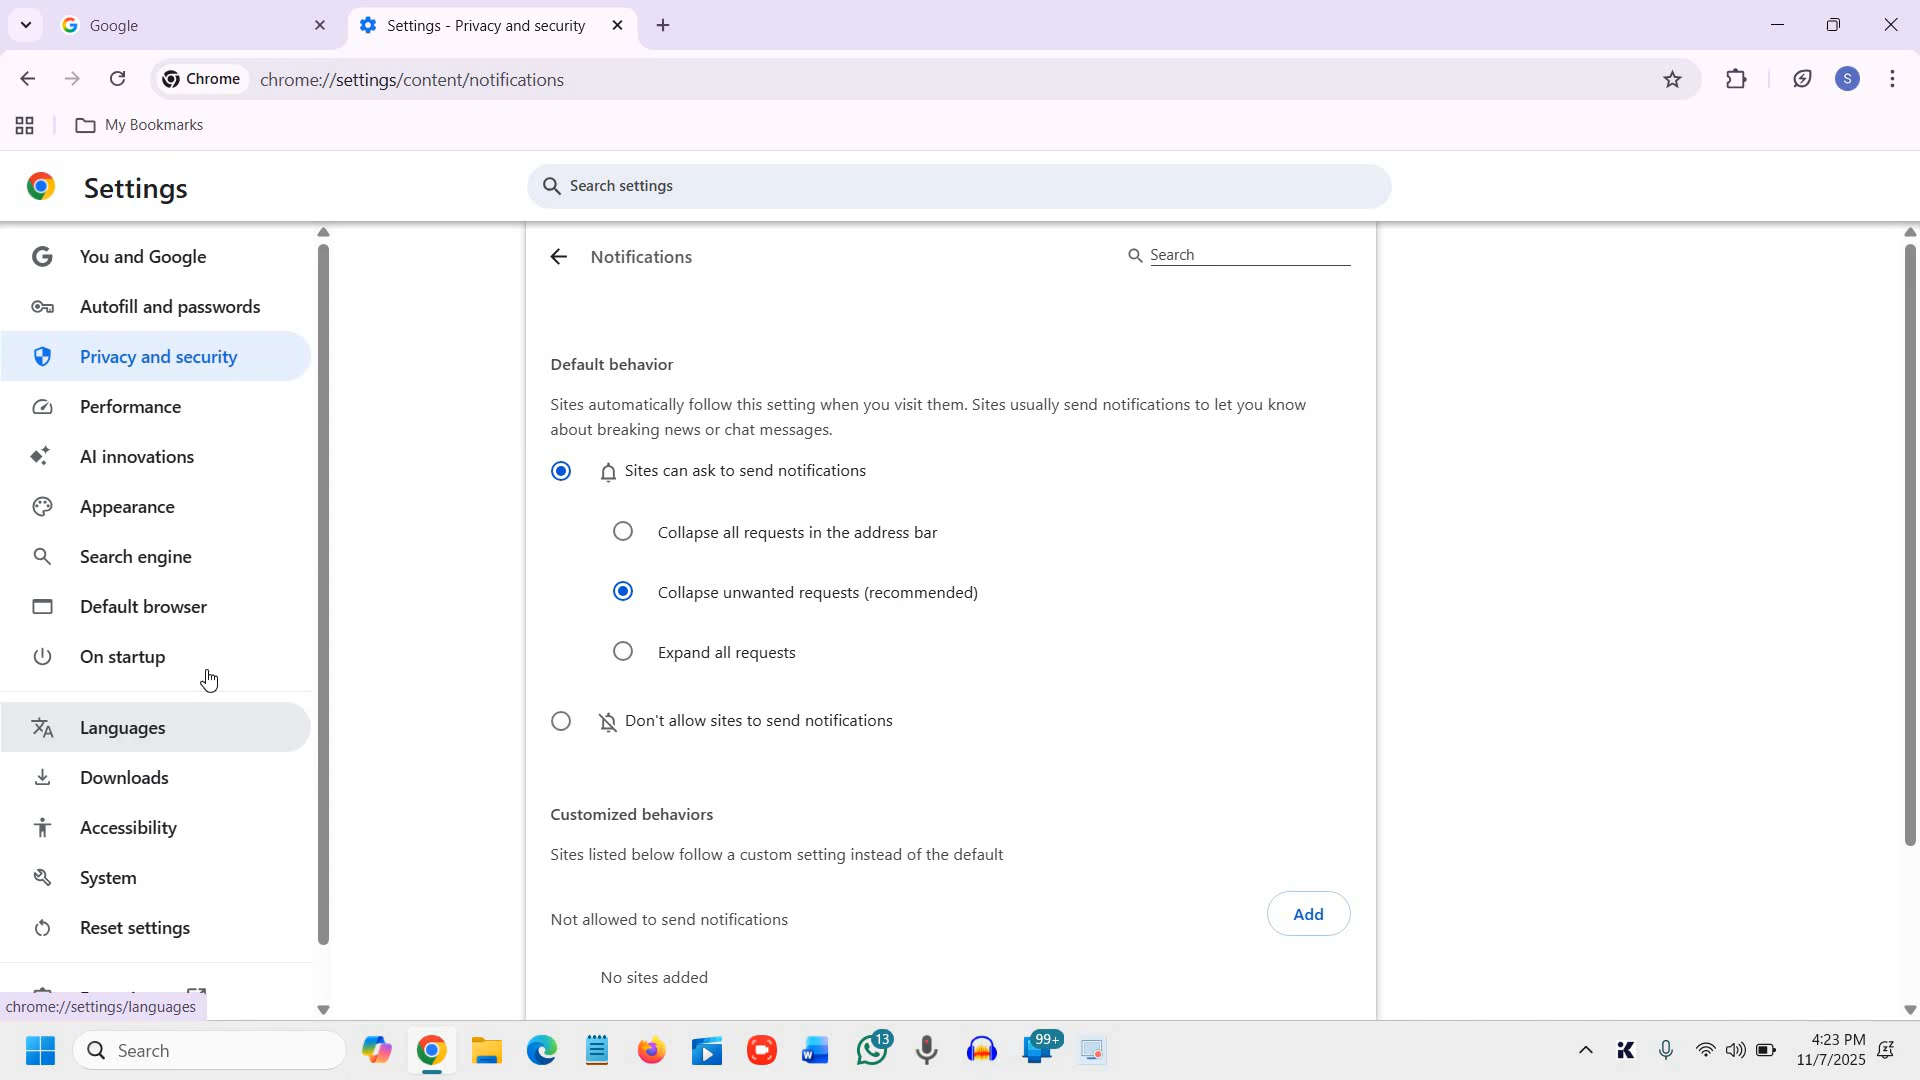 Google
Settings - Privacy and security
Chrome
chrome://settings/content/notifications
S
My Bookmarks
Settings
Search settings
You and Google
Autofill and passwords
Privacy and security
Performance
AI innovations
Appearance
Search engine
Default browser
On startup
Languages
Downloads
Accessibility
System
Reset settings
chrome://settings/languages
Notifications
Search
Default behavior
Sites automatically follow this setting when you visit them. Sites usually send notifications to let you know
about breaking news or chat messages.
Sites can ask to send notifications
Collapse all requests in the address bar
Collapse unwanted requests (recommended)
Expand all requests
Don't allow sites to send notifications
Customized behaviors
Sites listed below follow a custom setting instead of the default
Not allowed to send notifications
Add
No sites added
Search
13
99+
4:23 PM
11/7/2025